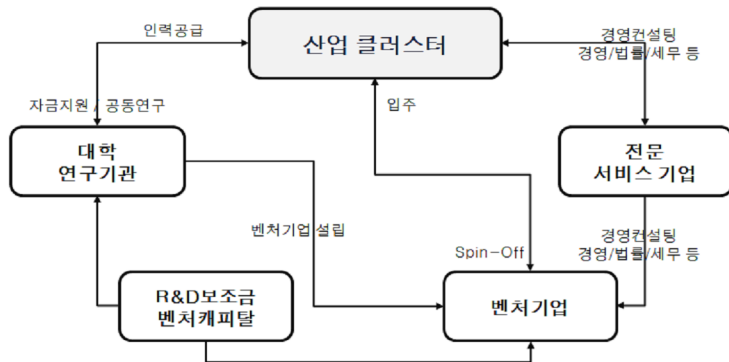 인력공급
산업 클러스터
경영컨설팅
경영/법률/세무 등
자금지원 / 공동연구
입주
대학
연구기관
전문
서비스 기업
벤처기업 설립
Spin-Off
경영컨설팅
경영/법률/세무 등
R&D보조금
벤처캐피탈
벤처기업